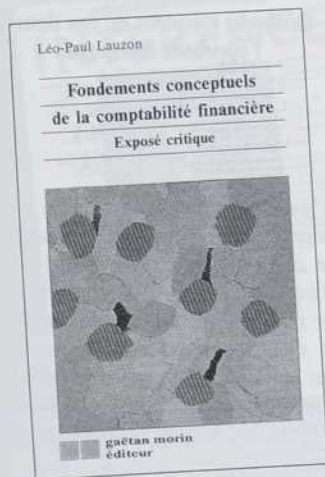 Léo-Paul Lauzon
Fondements conceptuels
de la comptabilité financière
Exposé critique
gaëtan morin
éditeur